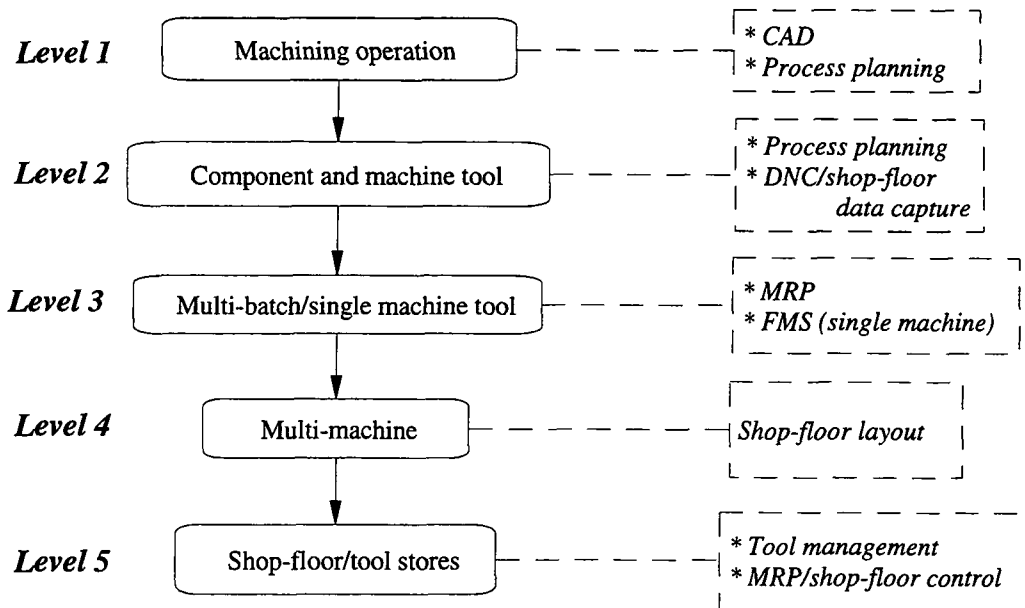 Level 1
Machining operation
* CAD
* Process planning
Level 2
Component and machine tool
* Process planning
* DNC/shop-floor
data capture
Level 3
Multi-batch/single machine tool
* MRP
* FMS (single machine)
Level 4
Multi-machine
Shop-floor layout
Level 5
Shop-floor/tool stores
* Tool management
* MRP/shop-floor control